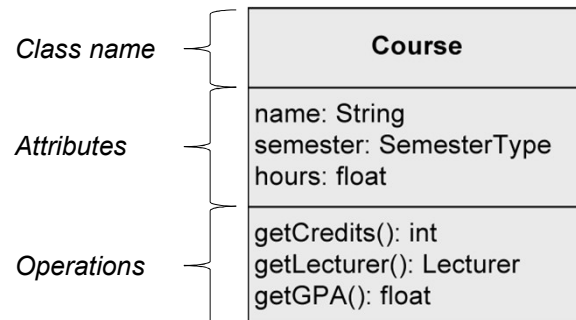 Class name
Course
Attributes
name: String
semester: SemesterType
hours: float
Operations
getCredits(): int
getLecturer(): Lecturer
getGPA(): float